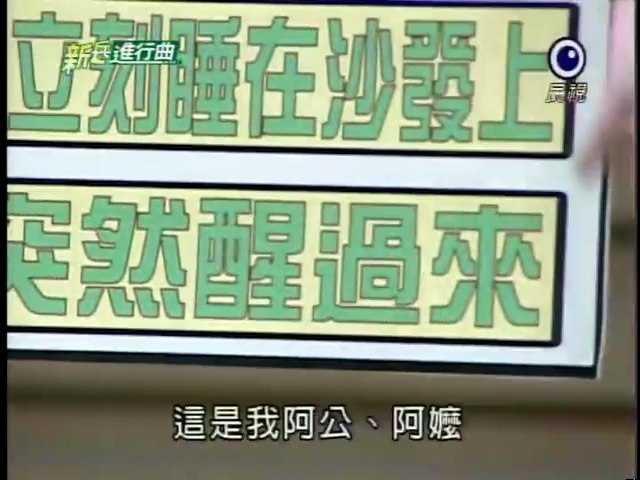 新兵進行曲
民視
立刻睡在沙發上
突然醒過來
這是我阿公、阿嬤